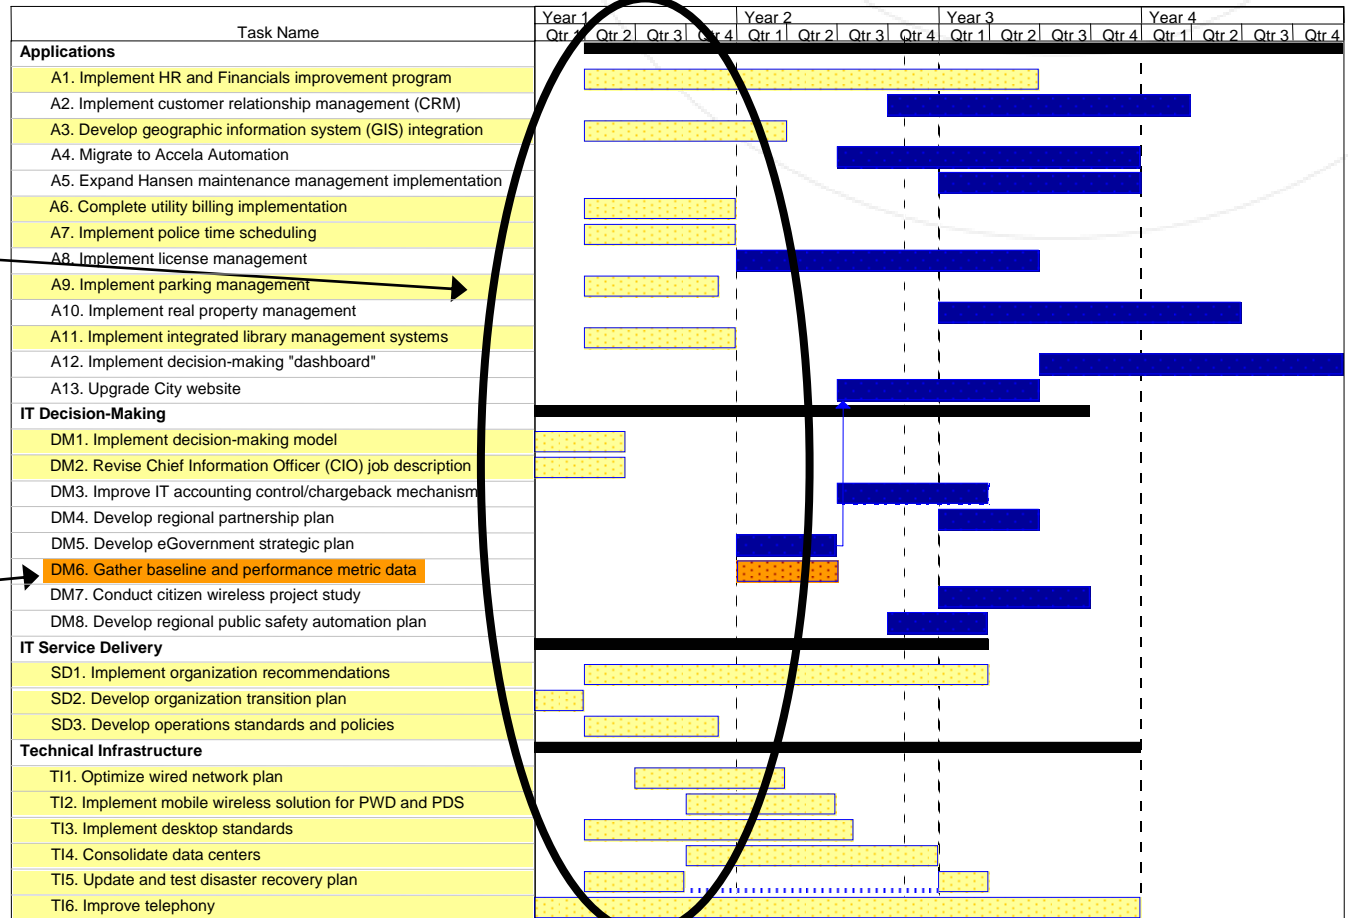 Year 1 Year 2 Year 3 Year 4
Task Name Qtr 1 Qtr 2 Qtr 3 Qtr 4 Qtr 1 Qtr 2 Qtr 3 Qtr 4 Qtr 1 Qtr 2 Qtr 3 Qtr 4 Qtr 1 Qtr 2 Qtr 3 Qtr 4
Applications
A1. Implement HR and Financials improvement program
A2. Implement customer relationship management (CRM)
A3. Develop geographic information system (GIS) integration
A4. Migrate to Accela Automation
A5. Expand Hansen maintenance management implementation
A6. Complete utility billing implementation
A7. Implement police time scheduling
A8. Implement license management
A9. Implement parking management
A10. Implement real property management
A11. Implement integrated library management systems
A12. Implement decision-making "dashboard"
A13. Upgrade City website
IT Decision-Making
DM1. Implement decision-making model
DM2. Revise Chief Information Officer (CIO) job description
DM3. Improve IT accounting control/chargeback mechanism
DM4. Develop regional partnership plan
DM5. Develop eGovernment strategic plan
DM6. Gather baseline and performance metric data
DM7. Conduct citizen wireless project study
DM8. Develop regional public safety automation plan
IT Service Delivery
SD1. Implement organization recommendations
SD2. Develop organization transition plan
SD3. Develop operations standards and policies
Technical Infrastructure
TI1. Optimize wired network plan
TI2. Implement mobile wireless solution for PWD and PDS
TI3. Implement desktop standards
TI4. Consolidate data centers
TI5. Update and test disaster recovery plan
TI6. Improve telephony